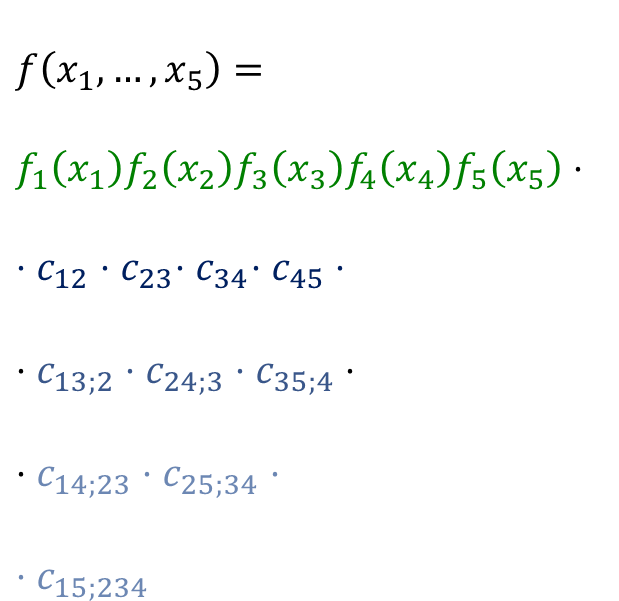 f(x₁, … , x₅) =
f₁(x₁)f₂(x₂)f₃(x₃)f₄(x₄)f₅(x₅) ·
· c₁₂ · c₂₃· c₃₄· c₄₅ ·
· c₁₃;₂ · c₂₄;₃ · c₃₅;₄ ·
· c₁₄;₂₃ · c₂₅;₃₄ ·
· c₁₅;₂₃₄